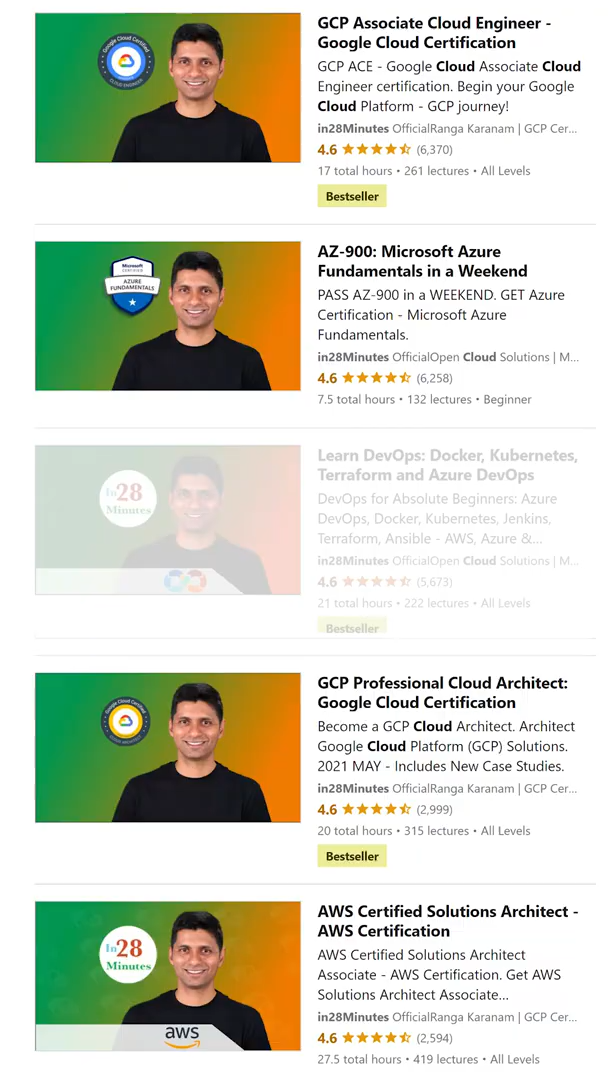 Google Cloud Certified
CLOUD ENGINEER
GCP Associate Cloud Engineer -
Google Cloud Certification
GCP ACE - Google Cloud Associate Cloud
Engineer certification. Begin your Google
Cloud Platform - GCP journey!
in28Minutes OfficialRanga Karanam | GCP Cer...
4.6 (6,370)
17 total hours • 261 lectures • All Levels
Bestseller
Microsoft
CERTIFIED
AZURE
FUNDAMENTALS
AZ-900: Microsoft Azure
Fundamentals in a Weekend
PASS AZ-900 in a WEEKEND. GET Azure
Certification - Microsoft Azure
Fundamentals.
in28Minutes OfficialOpen Cloud Solutions | M...
4.6 (6,258)
7.5 total hours • 132 lectures • Beginner
In28
Minutes
Learn DevOps: Docker, Kubernetes,
Terraform and Azure DevOps
DevOps for Absolute Beginners: Azure
DevOps, Docker, Kubernetes, Jenkins,
Terraform, Ansible - AWS, Azure &...
in28Minutes OfficialOpen Cloud Solutions | M...
4.6 (5,673)
21 total hours • 222 lectures • All Levels
Bestseller
Google Cloud Certified
CLOUD ARCHITECT
GCP Professional Cloud Architect:
Google Cloud Certification
Become a GCP Cloud Architect. Architect
Google Cloud Platform (GCP) Solutions.
2021 MAY - Includes New Case Studies.
in28Minutes OfficialRanga Karanam | GCP Cer...
4.6 (2,999)
20 total hours • 315 lectures • All Levels
Bestseller
In28
Minutes
aws
AWS Certified Solutions Architect -
AWS Certification
AWS Certified Solutions Architect
Associate - AWS Certification. Get AWS
Solutions Architect Associate...
in28Minutes OfficialRanga Karanam | GCP Cer...
4.6 (2,594)
27.5 total hours • 419 lectures • All Levels